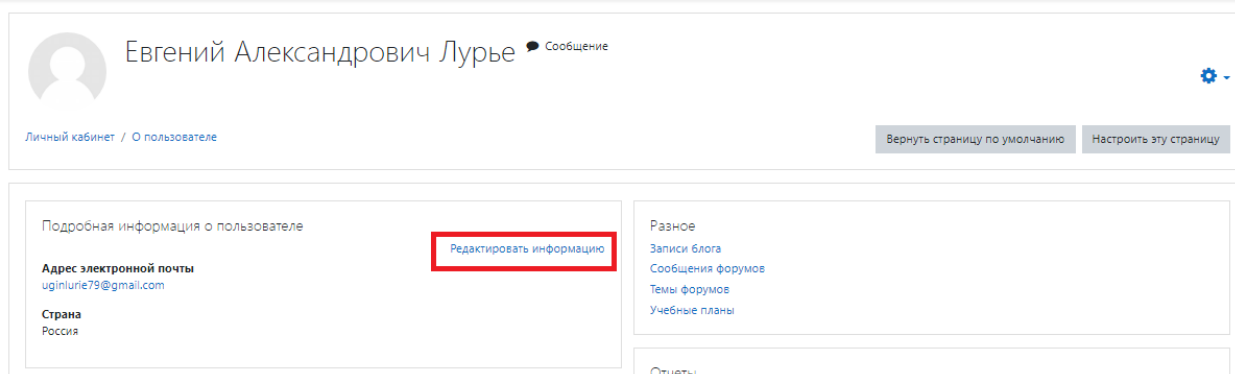 Евгений Александрович Лурье Сообщение
Личный кабинет / О пользователе
Вернуть страницу по умолчанию
Настроить эту страницу
Подробная информация о пользователе
Редактировать информацию
Адрес электронной почты
uginlurie79@gmail.com
Страна
Россия
Разное
Записи блога
Сообщения форумов
Темы форумов
Учебные планы
Отчеты